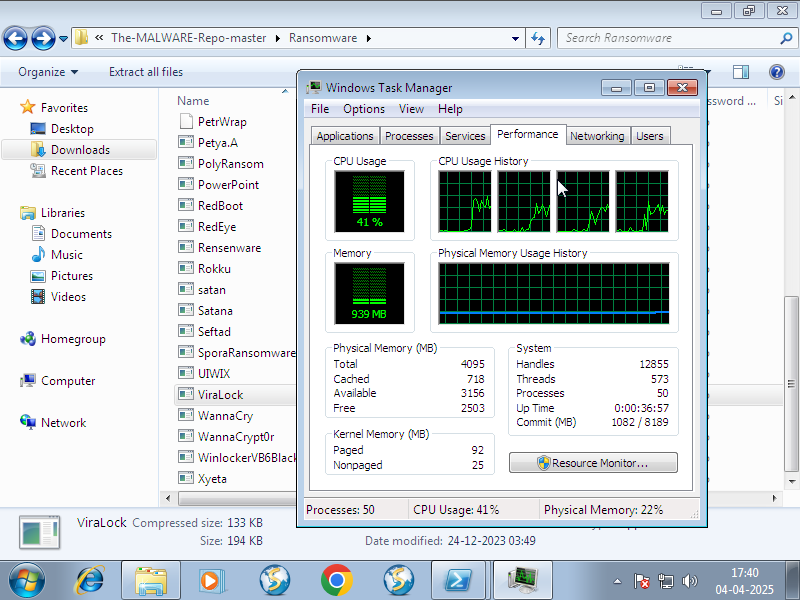 « The-MALWARE-Repo-master ▸ Ransomware ▸
Search Ransomware
Organize ▾ Extract all files
Favorites
Desktop
Downloads
Recent Places
Libraries
Documents
Music
Pictures
Videos
Homegroup
Computer
Network
Name
ssword ...
PetrWrap
Petya.A
PolyRansom
PowerPoint
RedBoot
RedEye
Rensenware
Rokku
satan
Satana
Seftad
SporaRansomware
UIWIX
ViraLock
WannaCry
WannaCrypt0r
WinlockerVB6Black
Xyeta
Windows Task Manager
File Options View Help
Applications Processes Services Performance Networking Users
CPU Usage
CPU Usage History
41 %
Memory
Physical Memory Usage History
939 MB
Physical Memory (MB)
Total 4095
Cached 718
Available 3156
Free 2503
Kernel Memory (MB)
Paged 92
Nonpaged 25
System
Handles 12855
Threads 573
Processes 50
Up Time 0:00:36:57
Commit (MB) 1082 / 8189
Resource Monitor...
Processes: 50 CPU Usage: 41% Physical Memory: 22%
ViraLock Compressed size: 133 KB
Size: 194 KB
Date modified: 24-12-2023 03:49
17:40
04-04-2025